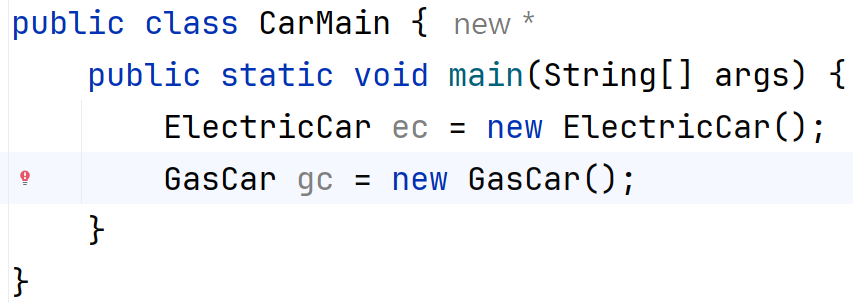 public class CarMain { new *
    public static void main(String[] args) {
        ElectricCar ec = new ElectricCar();
        GasCar gc = new GasCar();
    }
}